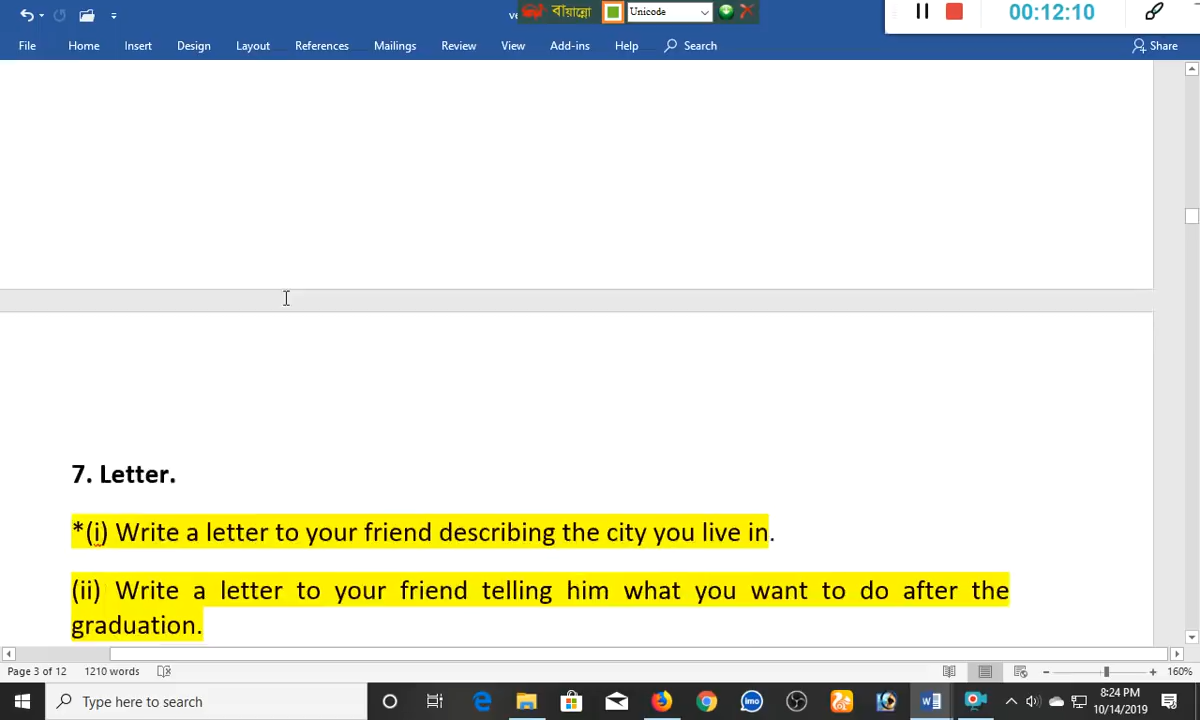 ve
বায়ান্নো
Unicode
00:12:10
File Home Insert Design Layout References Mailings Review View Add-ins Help Search Share
7. Letter.
*(i) Write a letter to your friend describing the city you live in.
(ii) Write a letter to your friend telling him what you want to do after the
graduation.
Page 3 of 12 1210 words 160%
Type here to search
imo
8:24 PM
10/14/2019